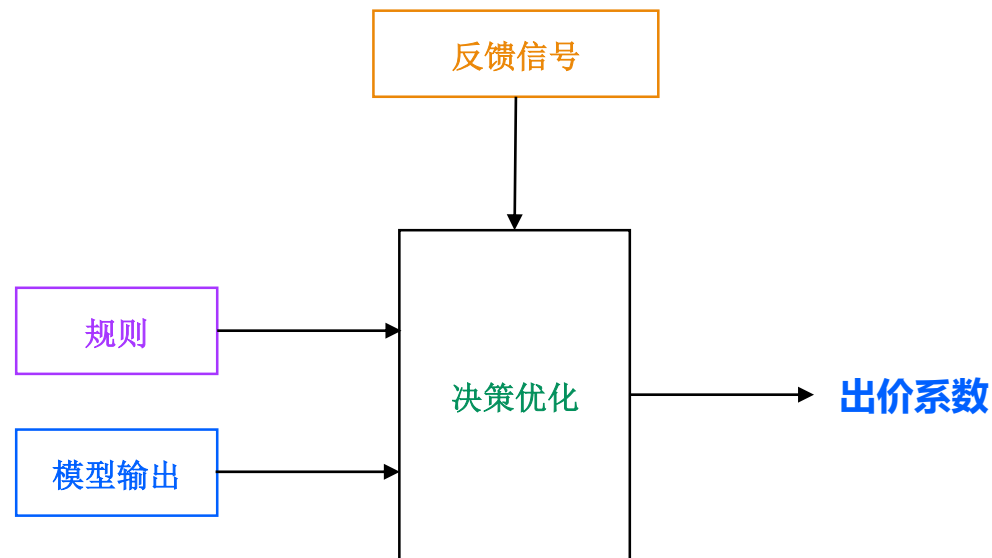 反馈信号
规则
决策优化
出价系数
模型输出